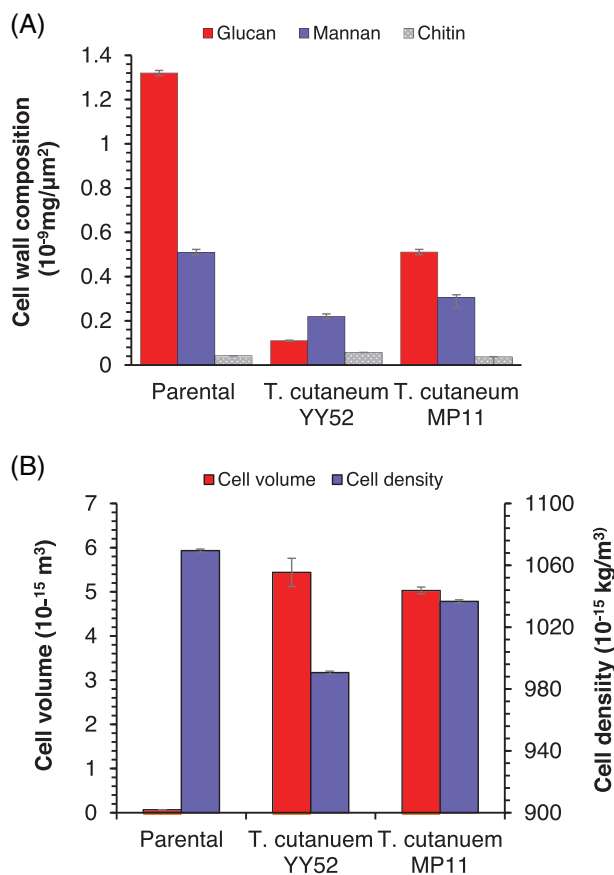 (A)
Glucan Mannan Chitin
Cell wall composition
(10⁻⁹mg/µm²)
1.4
1.2
1
0.8
0.6
0.4
0.2
0
Parental T. cutaneum T. cutaneum
YY52 MP11
(B)
Cell volume Cell density
Cell volume (10⁻¹⁵ m³)
7
6
5
4
3
2
1
0
1100
1060
1020
980
940
900
Cell densiity (10⁻¹⁵ kg/m³)
Parental T. cutanuem T. cutanuem
YY52 MP11